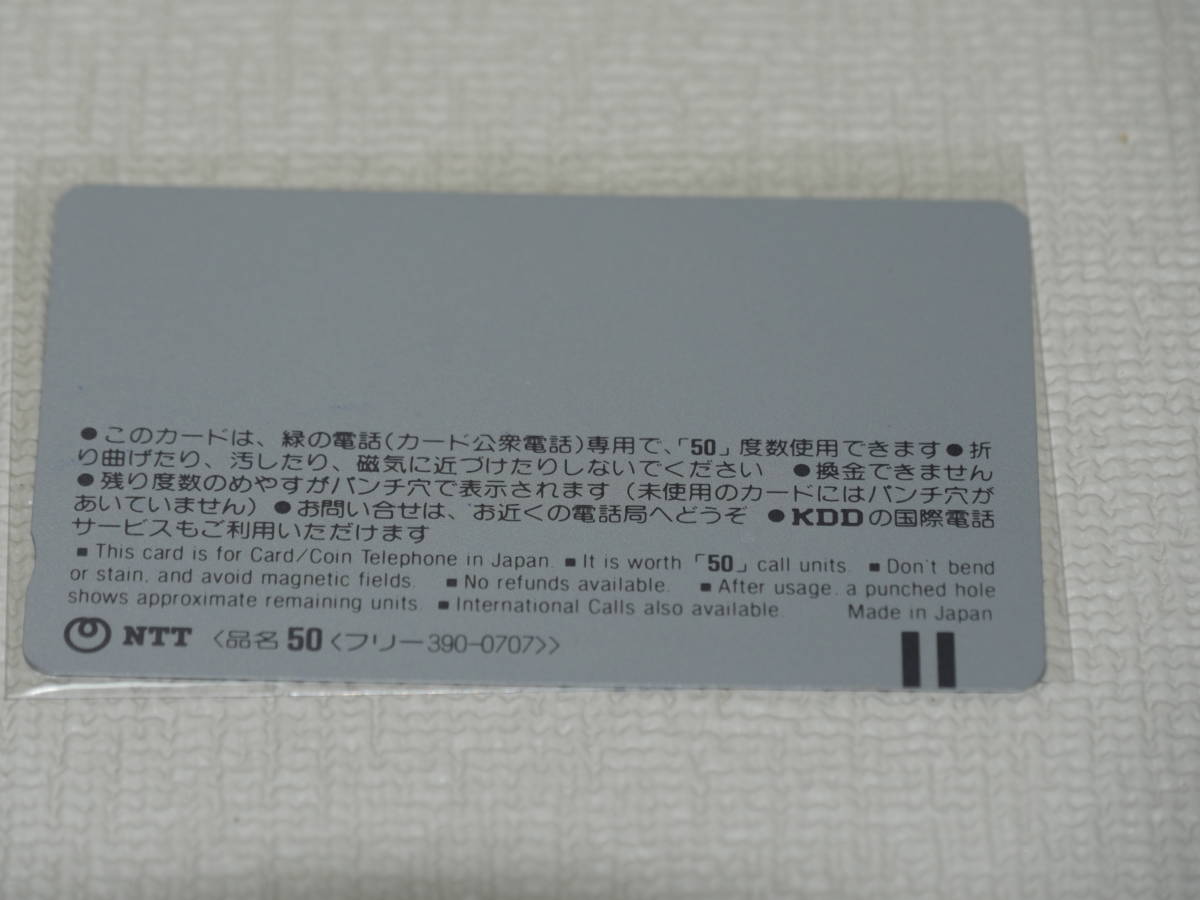 ●このカードは、緑の電話(カード公衆電話)専用で、「50」度数使用できます●折
り曲げたり、汚したり、磁気に近づけたりしないでください ●換金できません
●残り度数のめやすがパンチ穴で表示されます(未使用のカードにはパンチ穴が
あいていません)●お問い合せは、お近くの電話局へどうぞ ●KDDの国際電話
サービスもご利用いただけます
■This card is for Card/Coin Telephone in Japan. ■It is worth 「50」 call units. ■Don't bend
or stain, and avoid magnetic fields. ■No refunds available. ■After usage, a punched hole
shows approximate remaining units. ■International Calls also available. Made in Japan
NTT 〈品名 50〈フリー390-0707〉〉